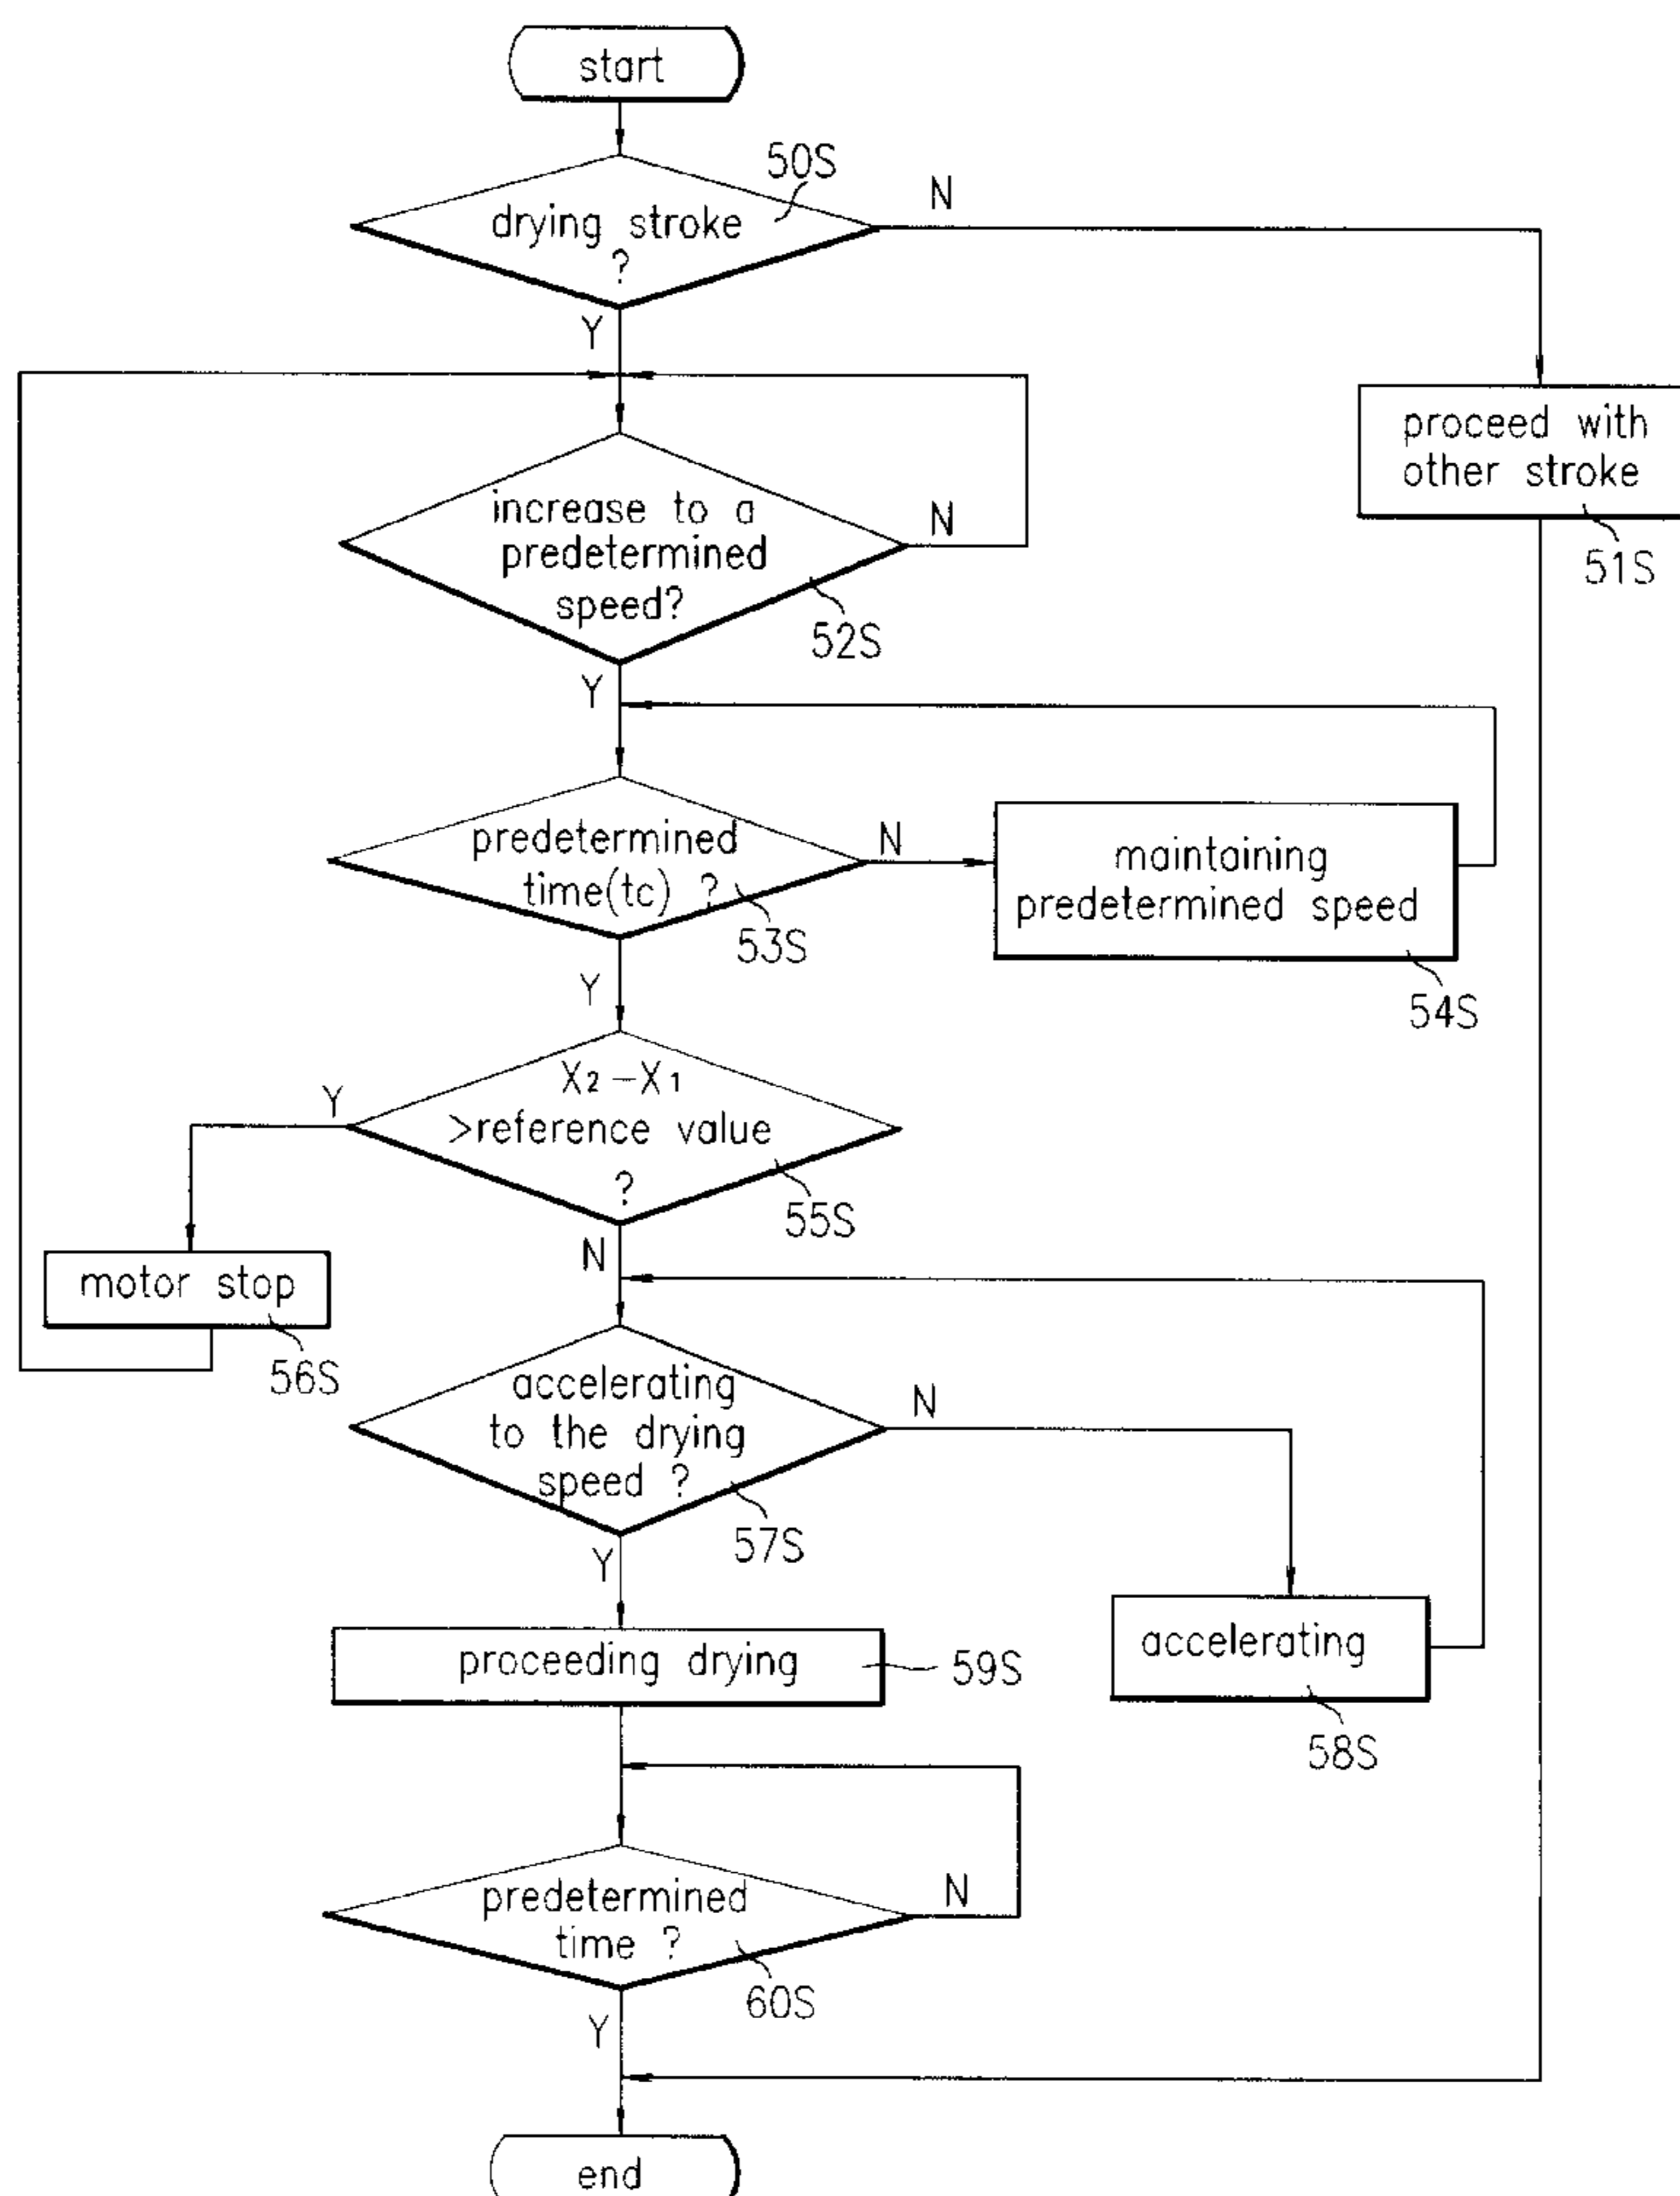 start
50S
drying stroke
?
N
Y
proceed with
other stroke
51S
increase to a
predetermined
speed?
N
52S
Y
predetermined
time(tc) ?
N
53S
maintaining
predetermined speed
54S
Y
X2-X1
>reference value
?
Y
55S
N
motor stop
56S
accelerating
to the drying
speed ?
N
57S
Y
accelerating
58S
proceeding drying
59S
predetermined
time ?
N
60S
Y
end